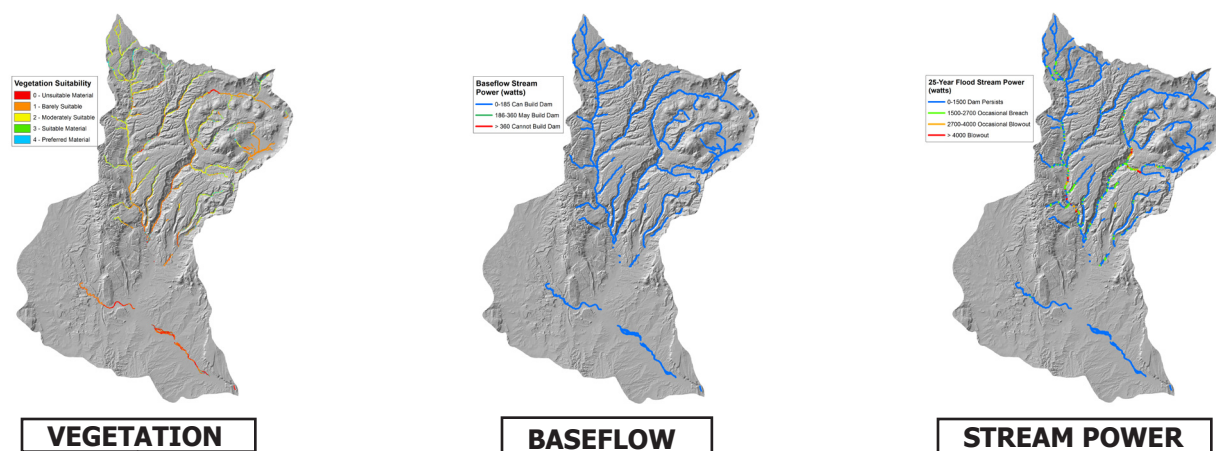 Vegetation Suitability
0 - Unsuitable Material
1 - Barely Suitable
2 - Moderately Suitable
3 - Suitable Material
4 - Preferred Material
VEGETATION
Baseflow Stream
Power (watts)
0-185 Can Build Dam
186-360 May Build Dam
> 360 Cannot Build Dam
BASEFLOW
25-Year Flood Stream Power
(watts)
0-1500 Dam Persists
1500-2700 Occasional Breach
2700-4000 Occasional Blowout
> 4000 Blowout
STREAM POWER